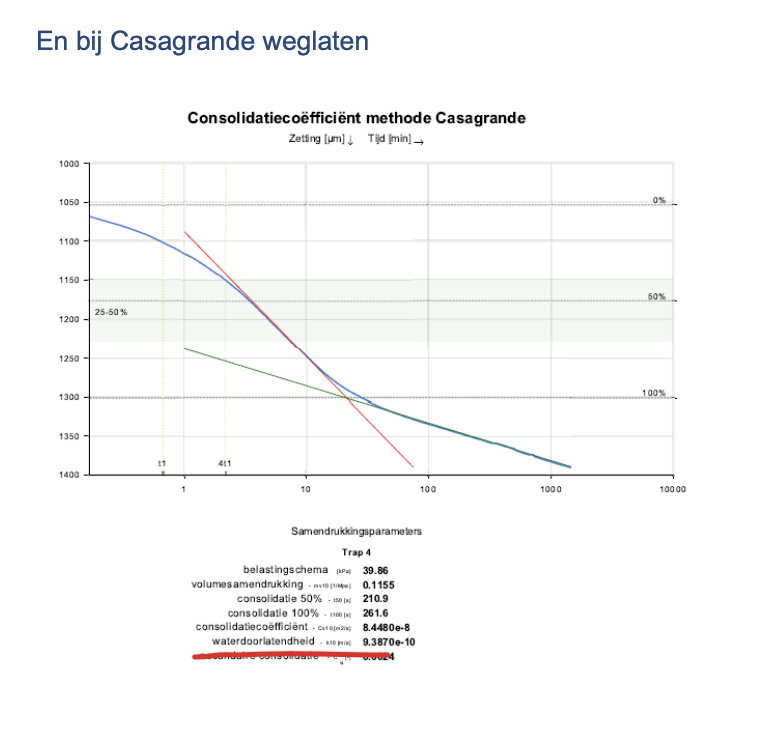 En bij Casagrande weglaten
Consolidatiecoëfficiënt methode Casagrande
Zetting [µm] ↓ Tijd [min] →
1000
1050
0%
1100
1150
50%
1200
25-50%
1250
1300
100%
1350
1400
t1
4t1
1
10
100
1000
10000
Samendrukkingsparameters
Trap 4
belastingschema [kPa] 39.86
volumesamendrukking - mv10 [1/Mpa] 0.1155
consolidatie 50% - t50 [s] 210.9
consolidatie 100% - t100 [s] 261.6
consolidatiecoëfficiënt - Cv10 [m2/s] 8.4480e-8
waterdoorlatendheid - k10 [m/s] 9.3870e-10
secundaire consolidatie